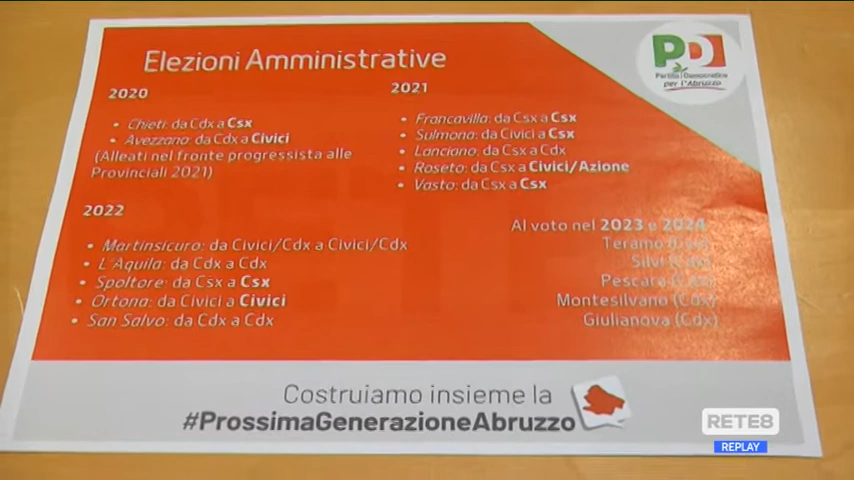 Elezioni Amministrative
PD
Partito Democratico
per l'Abruzzo
2020
• Chieti: da Cdx a Csx
• Avezzano: da Cdx a Civici
(Alleati nel fronte progressista alle
Provinciali 2021)
2021
• Francavilla: da Csx a Csx
• Sulmona: da Civici a Csx
• Lanciano: da Csx a Cdx
• Roseto: da Csx a Civici/Azione
• Vasto: da Csx a Csx
2022
• Martinsicuro: da Civici/Cdx a Civici/Cdx
• L'Aquila: da Cdx a Cdx
• Spoltore: da Csx a Csx
• Ortona: da Civici a Civici
• San Salvo: da Cdx a Cdx
Al voto nel 2023 e 2024
Teramo
Silvi
Pescara
Montesilvano (Cdx)
Giulianova (Cdx)
Costruiamo insieme la
#ProssimaGenerazioneAbruzzo
RETE8
REPLAY